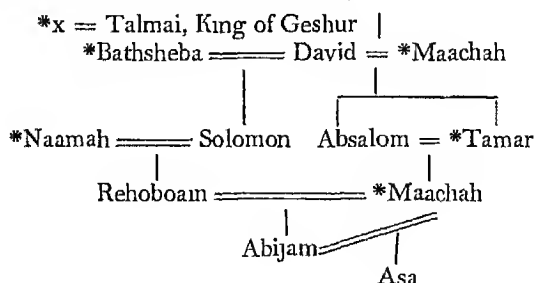 *x = Talmai, King of Geshur
*Bathsheba = David = *Maachah
*Naamah = Solomon Absalom = *Tamar
Rehoboam = *Maachah
Abijam
Asa